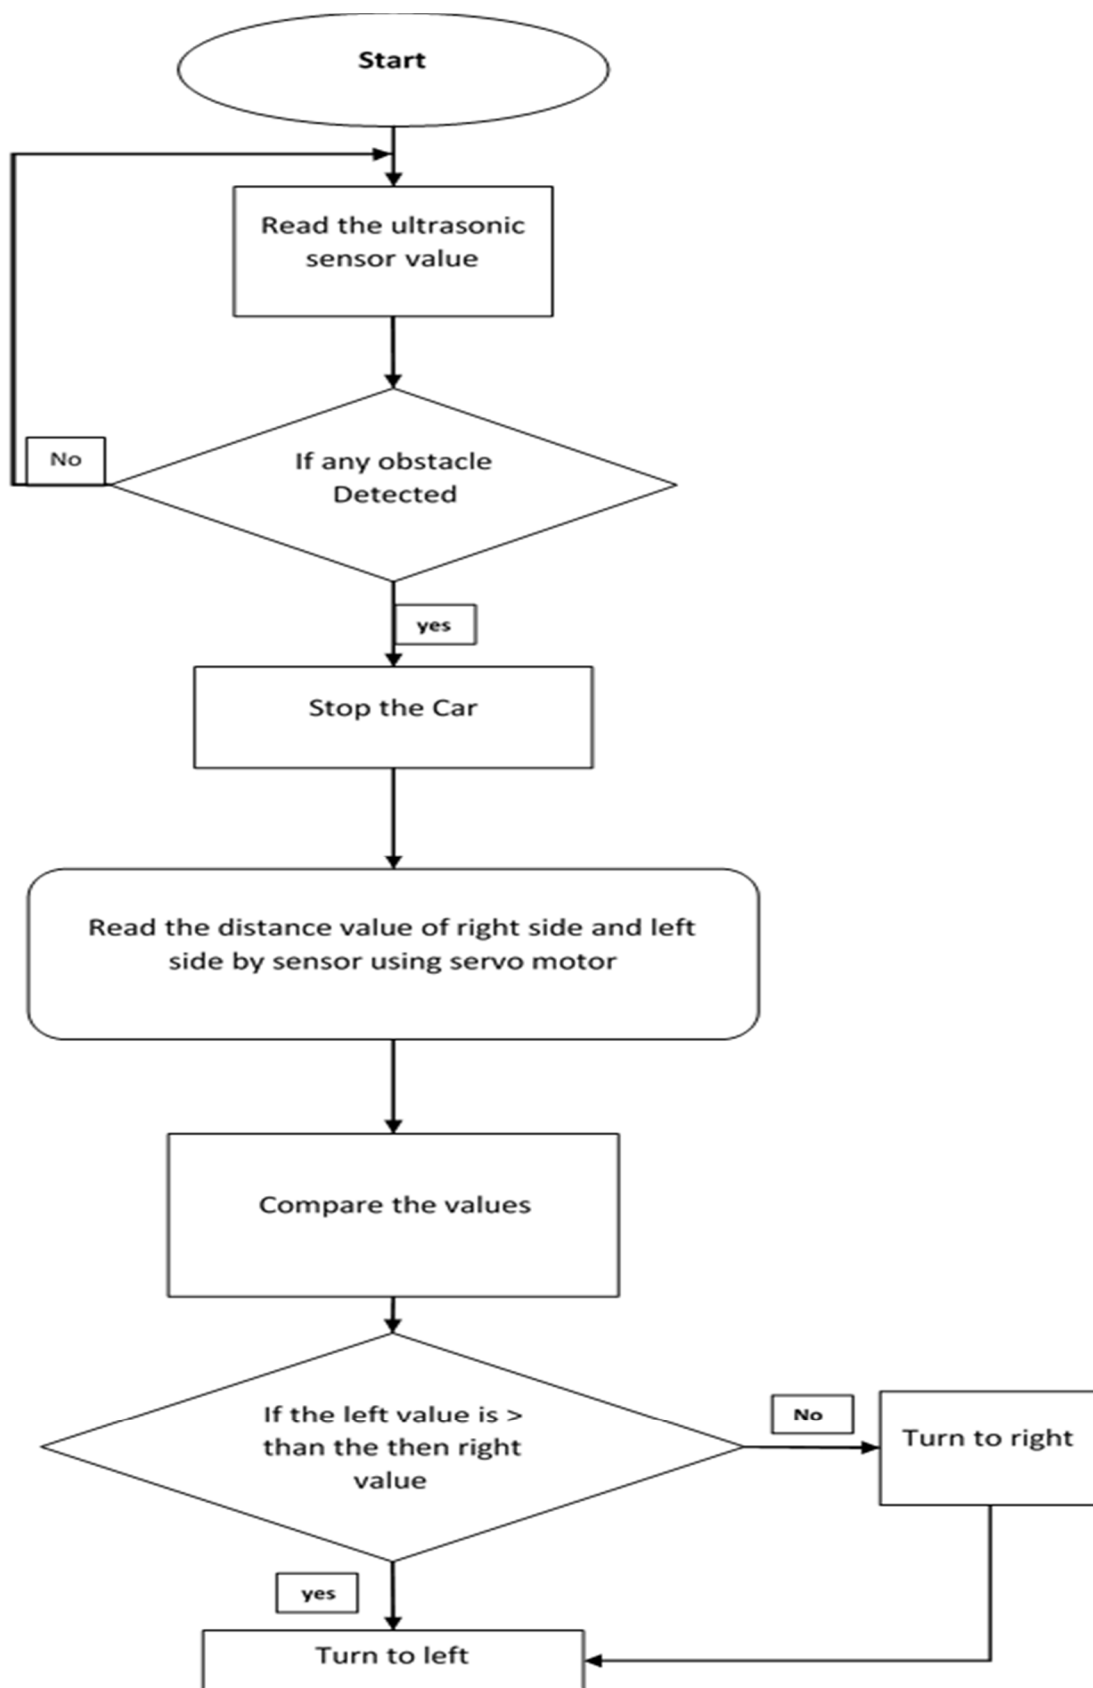 Start
Read the ultrasonic
sensor value
If any obstacle
Detected
No
yes
Stop the Car
Read the distance value of right side and left
side by sensor using servo motor
Compare the values
If the left value is >
than the then right
value
No
Turn to right
yes
Turn to left